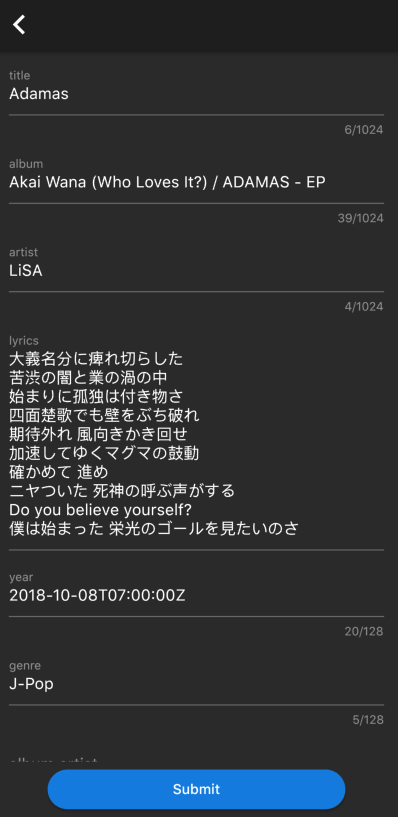 title
Adamas
6/1024
album
Akai Wana (Who Loves It?) / ADAMAS - EP
39/1024
artist
LiSA
4/1024
lyrics
大義名分に痺れ切らした
苦渋の闇と業の渦の中
始まりに孤独は付き物さ
四面楚歌でも壁をぶち破れ
期待外れ 風向きかき回せ
加速してゆくマグマの鼓動
確かめて 進め
ニヤついた 死神の呼ぶ声がする
Do you believe yourself?
僕は始まった 栄光のゴールを見たいのさ
year
2018-10-08T07:00:00Z
20/128
genre
J-Pop
5/128
album artist
Submit